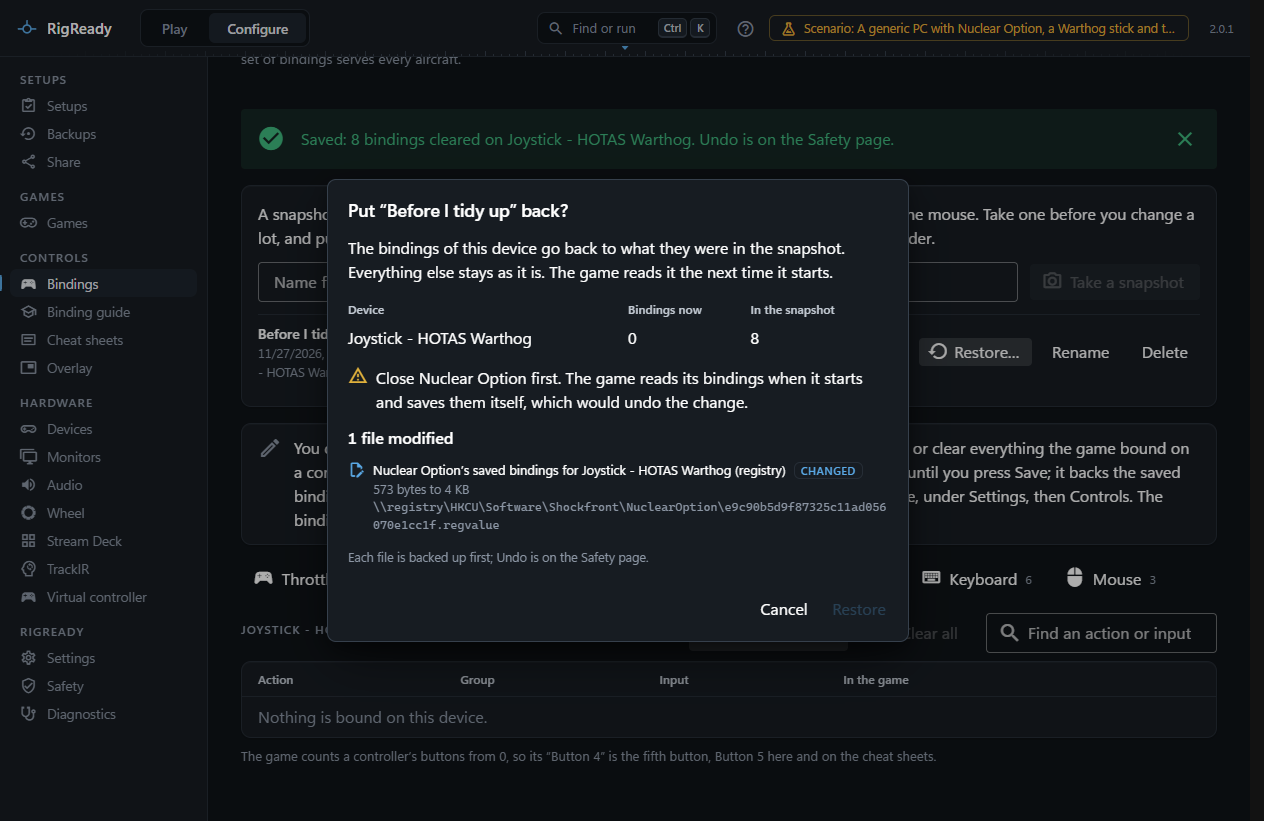 RigReady
Play
Configure
Find or run
Ctrl
K
Scenario: A generic PC with Nuclear Option, a Warthog stick and t...
2.0.1
SETUPS
Setups
Backups
Share
GAMES
Games
CONTROLS
Bindings
Binding guide
Cheat sheets
Overlay
HARDWARE
Devices
Monitors
Audio
Wheel
Stream Deck
TrackIR
Virtual controller
RIGREADY
Settings
Safety
Diagnostics
set of bindings serves every aircraft.
Saved: 8 bindings cleared on Joystick - HOTAS Warthog. Undo is on the Safety page.
A snapsho
he mouse. Take one before you change a
lot, and p
der.
Name f
Take a snapshot
Before I tid
11/27/2026,
- HOTAS War
Restore...
Rename
Delete
Put “Before I tidy up” back?
The bindings of this device go back to what they were in the snapshot.
Everything else stays as it is. The game reads it the next time it starts.
Device Bindings now In the snapshot
Joystick - HOTAS Warthog 0 8
Close Nuclear Option first. The game reads its bindings when it starts
and saves them itself, which would undo the change.
1 file modified
Nuclear Option’s saved bindings for Joystick - HOTAS Warthog (registry) CHANGED
573 bytes to 4 KB
\\registry\HKCU\Software\Shockfront\NuclearOption\e9c90b5d9f87325c11ad056
070e1cc1f.regvalue
Each file is backed up first; Undo is on the Safety page.
Cancel
Restore
You
or clear everything the game bound on
a co
until you press Save; it backs the saved
bindi
e, under Settings, then Controls. The
bindi
Thrott
Keyboard 6
Mouse 3
JOYSTICK - H
lear all
Find an action or input
Action Group Input In the game
Nothing is bound on this device.
The game counts a controller’s buttons from 0, so its “Button 4” is the fifth button, Button 5 here and on the cheat sheets.